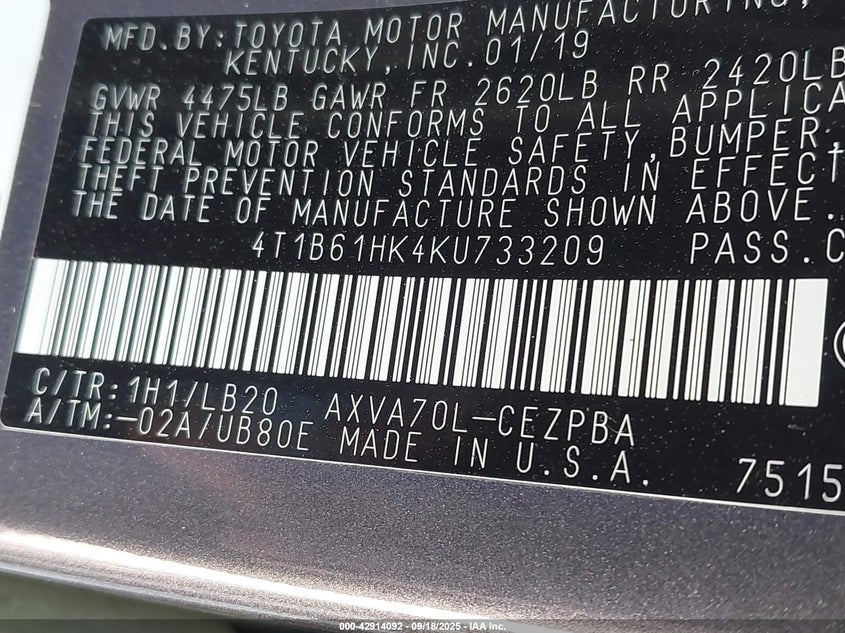 MFD.BY:TOYOTA MOTOR MANUFACTURING,
KENTUCKY,INC.01/19
GVWR 4475LB GAWR FR 2620LB RR 2420LB
THIS VEHICLE CONFORMS TO ALL APPLICA
FEDERAL MOTOR VEHICLE SAFETY,BUMPER,
THEFT PREVENTION STANDARDS IN EFFECT
THE DATE OF MANUFACTURE SHOWN ABOVE.
4T1B61HK4KU733209 PASS.C
C/TR:1H1/LB20 AXVA70L-CEZPBA
A/TM:-02A/UB80E MADE IN U.S.A. 7515
000-42914092 - 09/18/2025 - IAA Inc.